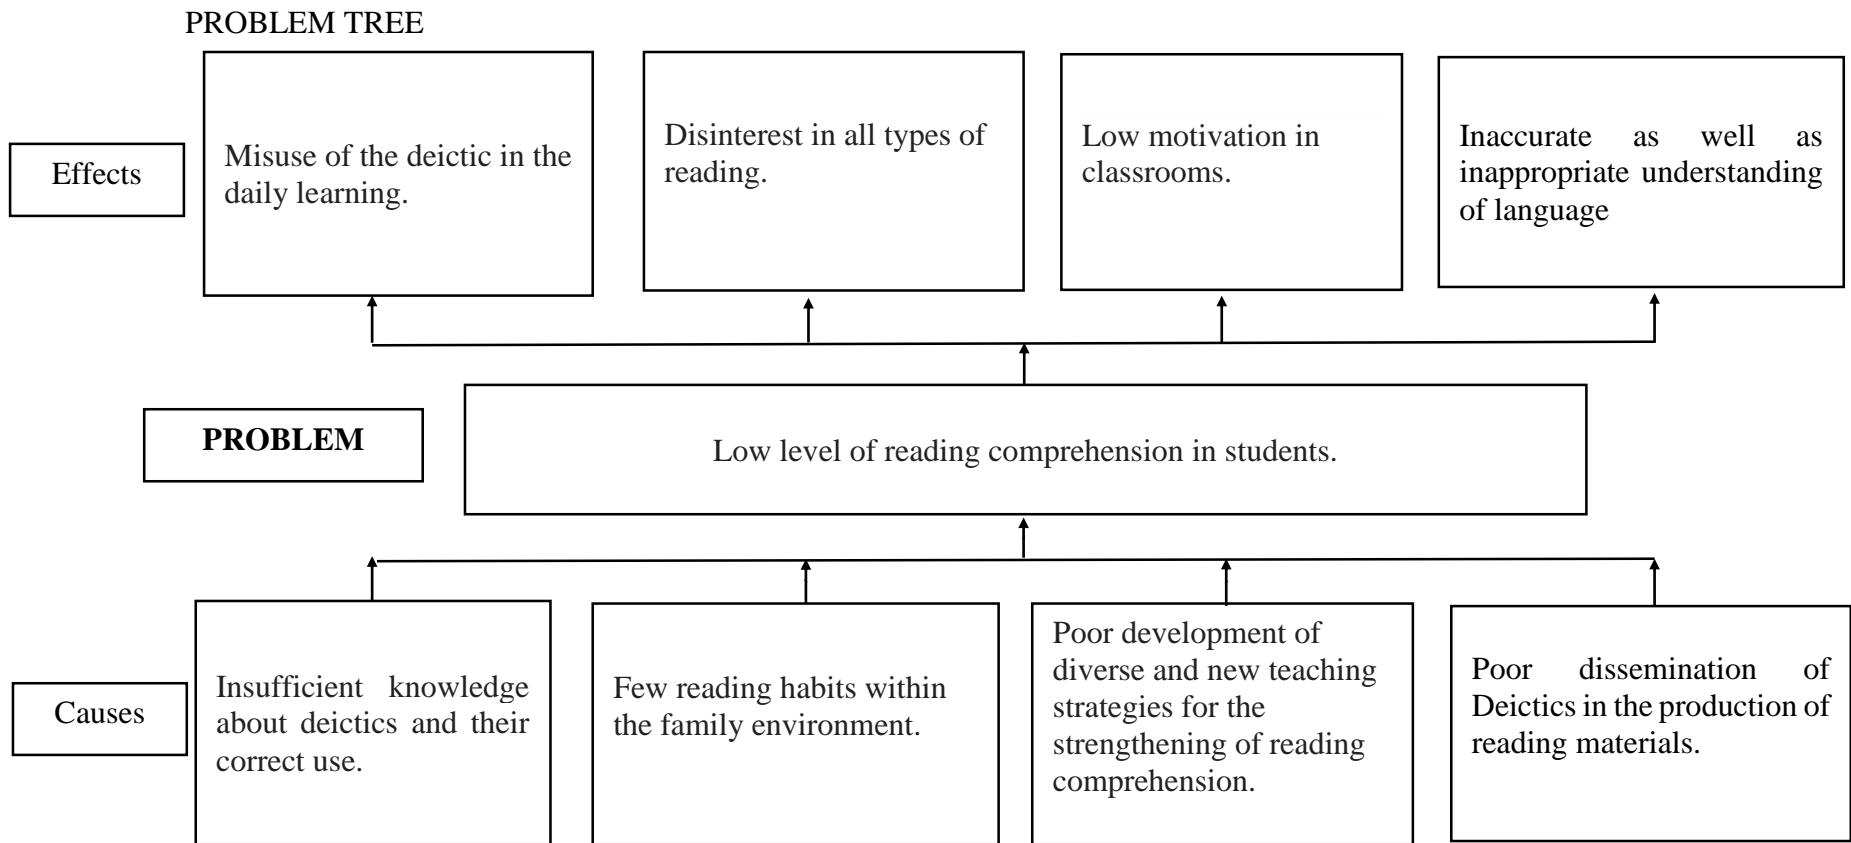 PROBLEM TREE
Effects
Misuse of the deictic in the
daily learning.
Disinterest in all types of
reading.
Low motivation in
classrooms.
Inaccurate as well as
inappropriate understanding
of language
PROBLEM
Low level of reading comprehension in students.
Causes
Insufficient knowledge
about deictics and their
correct use.
Few reading habits within
the family environment.
Poor development of
diverse and new teaching
strategies for the
strengthening of reading
comprehension.
Poor dissemination of
Deictics in the production of
reading materials.